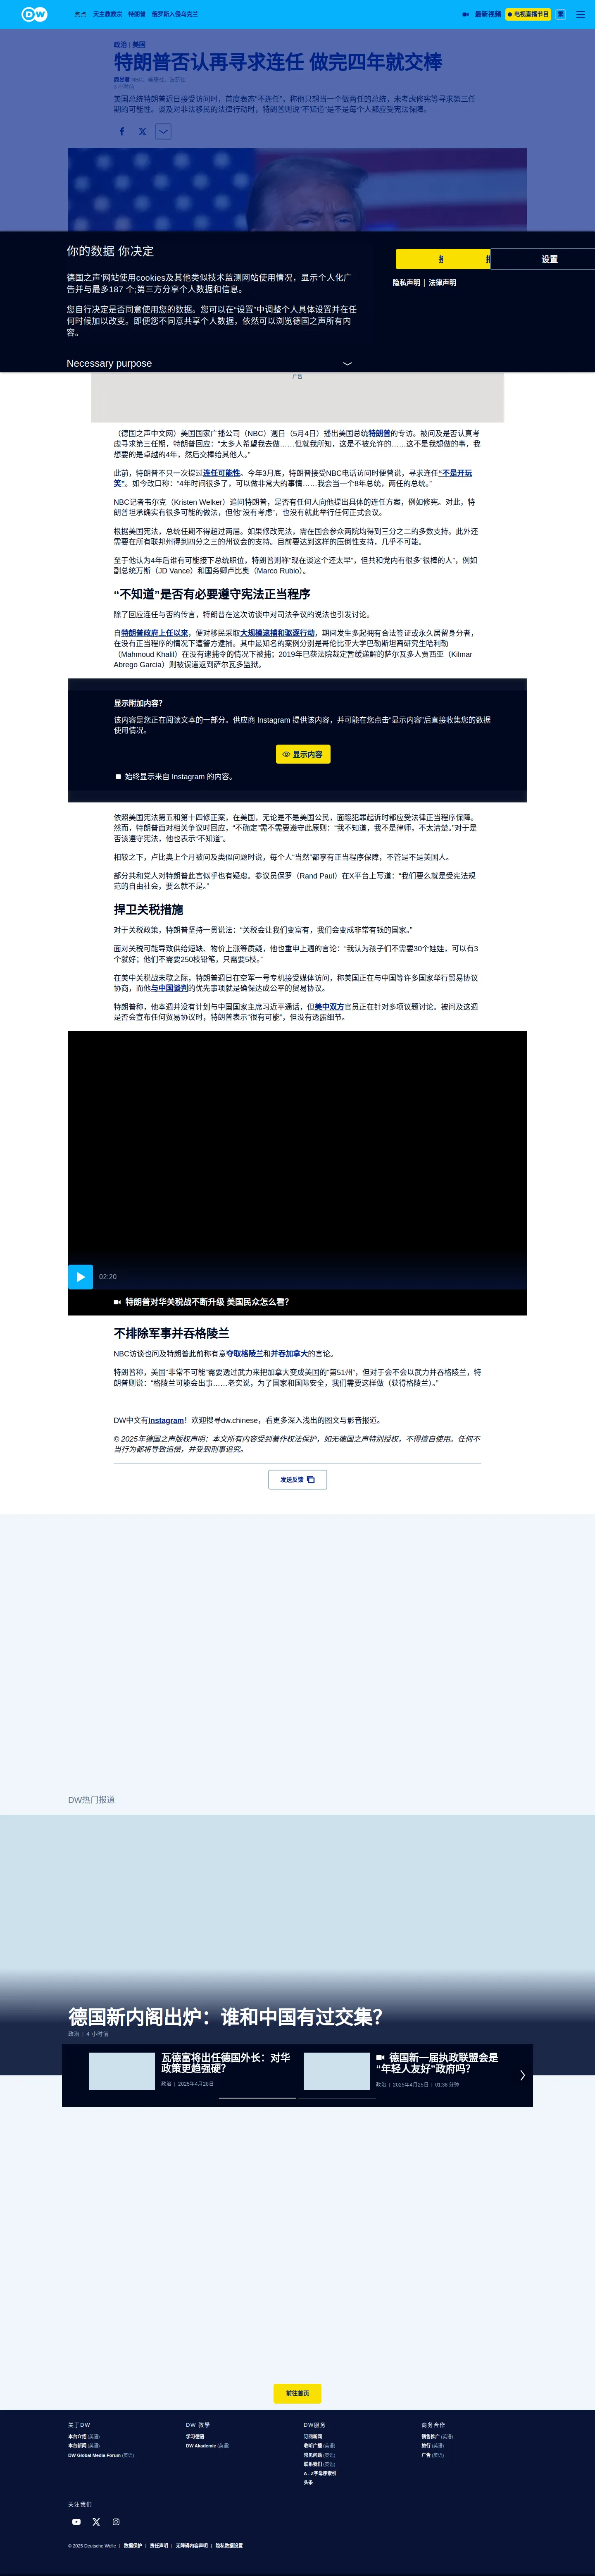 DW
焦点 天主教教宗 特朗普 俄罗斯入侵乌克兰
最新视频
电视直播节目
繁
政治 | 美国
特朗普否认再寻求连任 做完四年就交棒
3 小时前
美国总统特朗普近日接受访问时，首度表态“不连任”，称他只想当一个做两任的总统，未考虑修宪等寻求第三任
期的可能性。谈及对非法移民的法律行动时，特朗普则说“不知道”是不是每个人都应受宪法保障。
你的数据 你决定
德国之声‘网站使用cookies及其他类似技术监测网站使用情况，显示个人化广
告并与最多187 个;第三方分享个人数据和信息。
您自行决定是否同意使用您的数据。您可以在“设置”中调整个人具体设置并在任
何时候加以改变。即便您不同意共享个人数据，依然可以浏览德国之声所有内
容。
Necessary purpose
设置
隐私声明 | 法律声明
广告
（德国之声中文网）美国国家广播公司（NBC）週日（5月4日）播出美国总统特朗普的专访。被问及是否认真考
虑寻求第三任期，特朗普回应：“太多人希望我去做……但就我所知，这是不被允许的……这不是我想做的事，我
想要的是卓越的4年，然后交棒给其他人。”
此前，特朗普不只一次提过连任可能性。今年3月底，特朗普接受NBC电话访问时便曾说，寻求连任“不是开玩
笑”。如今改口称：“4年时间很多了，可以做非常大的事情……我会当一个8年总统，两任的总统。”
NBC记者韦尔克（Kristen Welker）追问特朗普，是否有任何人向他提出具体的连任方案，例如修宪。对此，特
朗普坦承确实有很多可能的做法，但他“没有考虑”，也没有就此举行任何正式会议。
根据美国宪法，总统任期不得超过两届。如果修改宪法，需在国会参众两院均得到三分之二的多数支持。此外还
需要在所有联邦州得到四分之三的州议会的支持。目前要达到这样的压倒性支持，几乎不可能。
至于他认为4年后谁有可能接下总统职位，特朗普则称“现在谈这个还太早”，但共和党内有很多“很棒的人”，例如
副总统万斯（JD Vance）和国务卿卢比奥（Marco Rubio）。
“不知道”是否有必要遵守宪法正当程序
除了回应连任与否的传言，特朗普在这次访谈中对司法争议的说法也引发讨论。
自特朗普政府上任以来，便对移民采取大规模逮捕和驱逐行动，期间发生多起拥有合法签证或永久居留身分者，
在没有正当程序的情况下遭警方逮捕。其中最知名的案例分别是哥伦比亚大学巴勒斯坦裔研究生哈利勒
（Mahmoud Khalil）在没有逮捕令的情况下被捕；2019年已获法院裁定暂缓递解的萨尔瓦多人贾西亚（Kilmar
Abrego Garcia）则被误遣返到萨尔瓦多监狱。
显示附加内容？
该内容是您正在阅读文本的一部分。供应商 Instagram 提供该内容，并可能在您点击“显示内容”后直接收集您的数据
使用情况。
显示内容
始终显示来自 Instagram 的内容。
依照美国宪法第五和第十四修正案，在美国，无论是不是美国公民，面临犯罪起诉时都应受法律正当程序保障。
然而，特朗普面对相关争议时回应，“不确定”需不需要遵守此原则：“我不知道，我不是律师，不太清楚。”对于是
否该遵守宪法，他也表示“不知道”。
相较之下，卢比奥上个月被问及类似问题时说，每个人“当然”都享有正当程序保障，不管是不是美国人。
部分共和党人对特朗普此言似乎也有疑虑。参议员保罗（Rand Paul）在X平台上写道：“我们要么就是受宪法规
范的自由社会，要么就不是。”
捍卫关税措施
对于关税政策，特朗普坚持一贯说法：“关税会让我们变富有，我们会变成非常有钱的国家。”
面对关税可能导致供给短缺、物价上涨等质疑，他也重申上週的言论：“我认为孩子们不需要30个娃娃，可以有3
个就好；他们不需要250枝铅笔，只需要5枝。”
在美中关税战未歇之际，特朗普週日在空军一号专机接受媒体访问，称美国正在与中国等许多国家举行贸易协议
协商，而他与中国谈判的优先事项就是确保达成公平的贸易协议。
特朗普称，他本週并没有计划与中国国家主席习近平通话，但美中双方官员正在针对多项议题讨论。被问及这週
是否会宣布任何贸易协议时，特朗普表示“很有可能”，但没有透露细节。
02:20
特朗普对华关税战不断升级 美国民众怎么看？
不排除军事并吞格陵兰
NBC访谈也问及特朗普此前称有意夺取格陵兰和并吞加拿大的言论。
特朗普称，美国“非常不可能”需要透过武力来把加拿大变成美国的“第51州”，但对于会不会以武力并吞格陵兰，特
朗普则说：“格陵兰可能会出事……老实说，为了国家和国际安全，我们需要这样做（获得格陵兰）。”
DW中文有Instagram！欢迎搜寻dw.chinese，看更多深入浅出的图文与影音报道。
© 2025年德国之声版权声明：本文所有内容受到著作权法保护，如无德国之声特别授权，不得擅自使用。任何不
当行为都将导致追偿，并受到刑事追究。
发送反馈
DW热门报道
德国新内阁出炉：谁和中国有过交集？
政治 | 4 小时前
瓦德富将出任德国外长：对华
政策更趋强硬？
政治 | 2025年4月28日
德国新一届执政联盟会是
“年轻人友好”政府吗？
政治 | 2025年4月25日 | 01:38 分钟
前往首页
关于DW
本台介绍 (英语)
本台新闻 (英语)
DW Global Media Forum (英语)
DW 教学
学习德语
DW Akademie (英语)
DW服务
订阅新闻
收听广播 (英语)
常见问题 (英语)
联系我们 (英语)
A - Z字母序索引
头条
商务合作
销售推广 (英语)
旅行 (英语)
广告 (英语)
关注我们
© 2025 Deutsche Welle | 数据保护 | 责任声明 | 无障碍内容声明 | 隐私数据设置